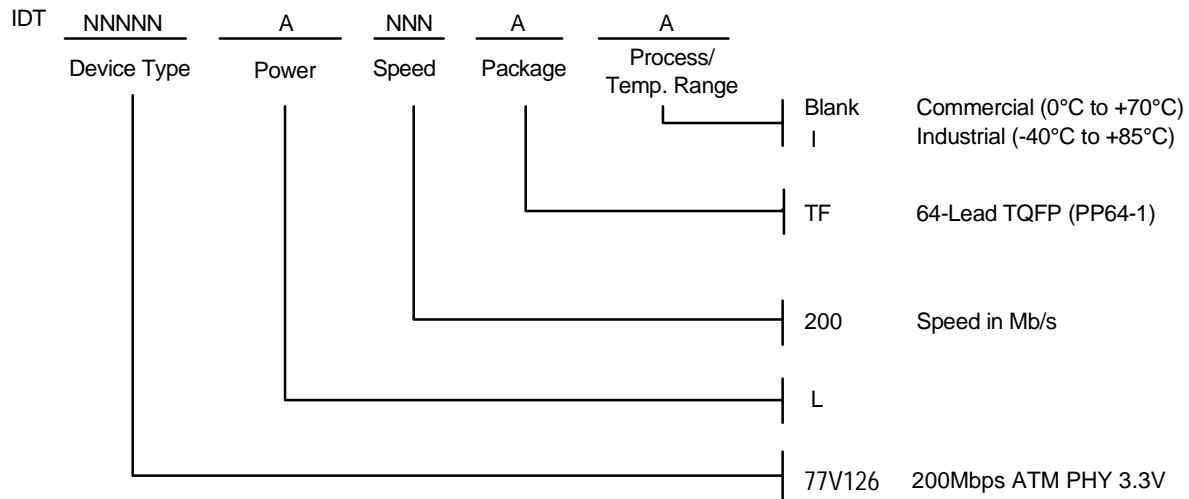 IDT NNNNN A NNN A A
Device Type Power Speed Package Process/
Temp. Range
Blank Commercial (0°C to +70°C)
I Industrial (-40°C to +85°C)
TF 64-Lead TQFP (PP64-1)
200 Speed in Mb/s
L
77V126 200Mbps ATM PHY 3.3V